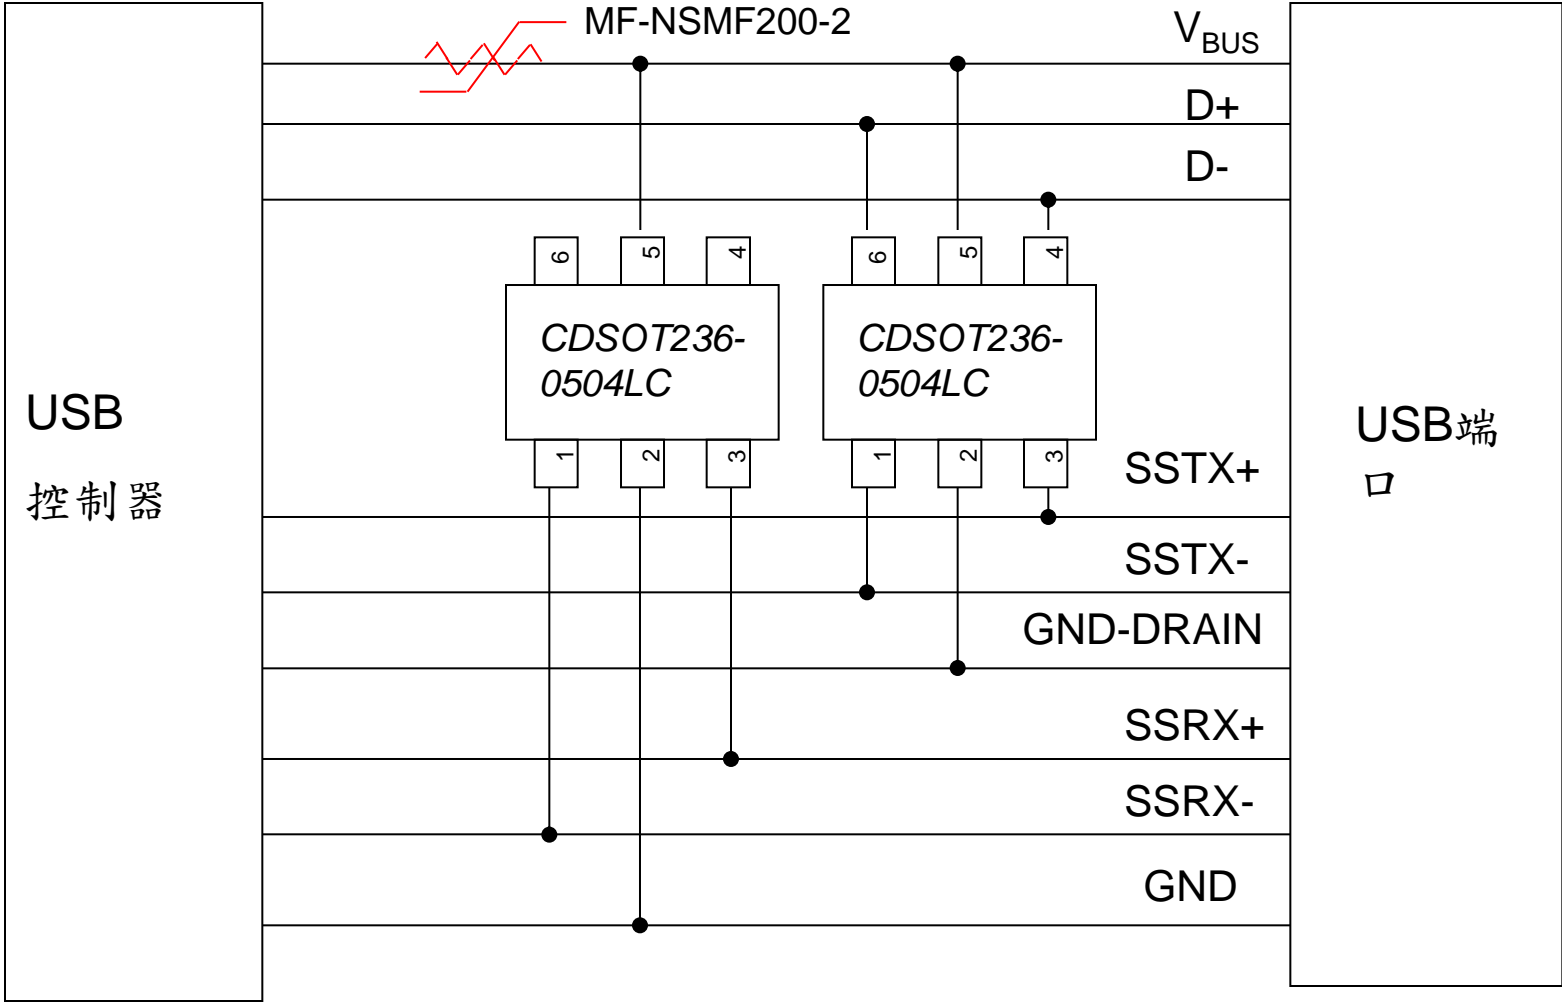 MF-NSMF200-2
VBUS
D+
D-
6 5 4
6 5 4
CDSOT236-
0504LC
CDSOT236-
0504LC
1 2 3
1 2 3
USB
控制器
USB端
口
SSTX+
SSTX-
GND-DRAIN
SSRX+
SSRX-
GND